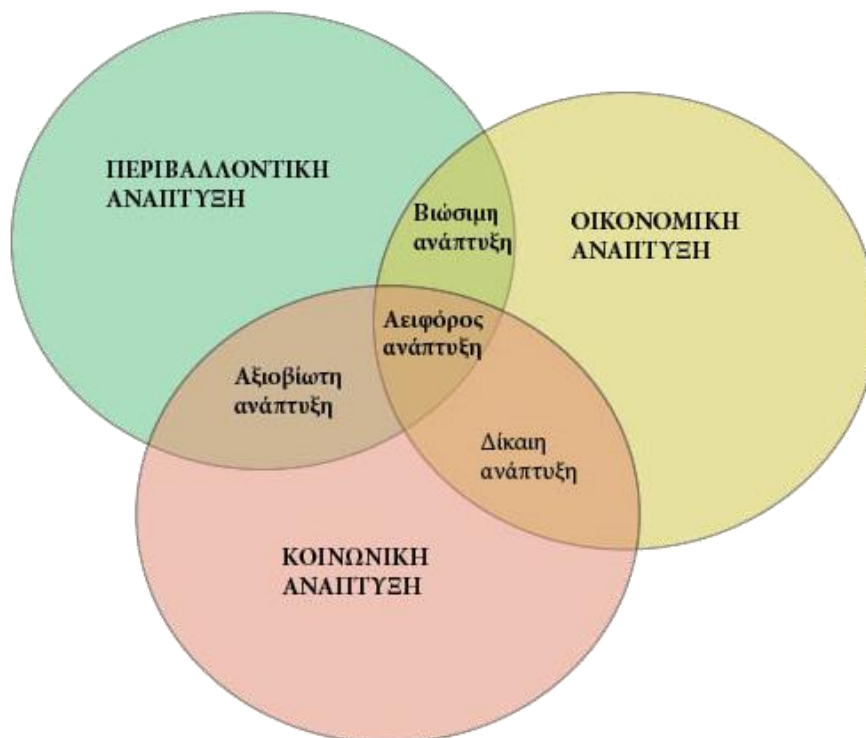 ΠΕΡΙΒΑΛΛΟΝΤΙΚΗ
ΑΝΑΠΤΥΞΗ
Βιώσιμη
ανάπτυξη
ΟΙΚΟΝΟΜΙΚΗ
ΑΝΑΠΤΥΞΗ
Αειφόρος
ανάπτυξη
Αξιοβίωτη
ανάπτυξη
Δίκαιη
ανάπτυξη
ΚΟΙΝΩΝΙΚΗ
ΑΝΑΠΤΥΞΗ